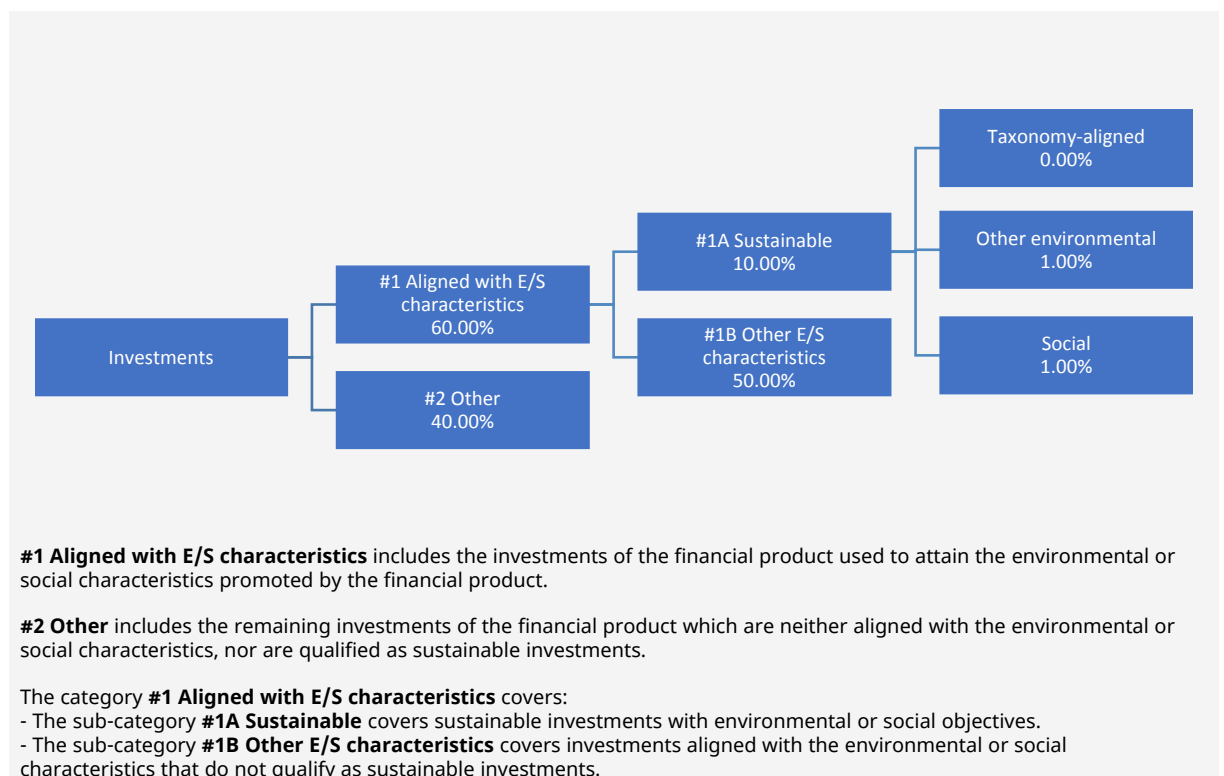 Taxonomy-aligned
0.00%
#1A Sustainable
10.00%
Other environmental
1.00%
#1 Aligned with E/S
characteristics
60.00%
Investments
#1B Other E/S
characteristics
50.00%
Social
1.00%
#2 Other
40.00%
#1 Aligned with E/S characteristics includes the investments of the financial product used to attain the environmental or
social characteristics promoted by the financial product.
#2 Other includes the remaining investments of the financial product which are neither aligned with the environmental or
social characteristics, nor are qualified as sustainable investments.
The category #1 Aligned with E/S characteristics covers:
- The sub-category #1A Sustainable covers sustainable investments with environmental or social objectives.
- The sub-category #1B Other E/S characteristics covers investments aligned with the environmental or social
characteristics that do not qualify as sustainable investments.